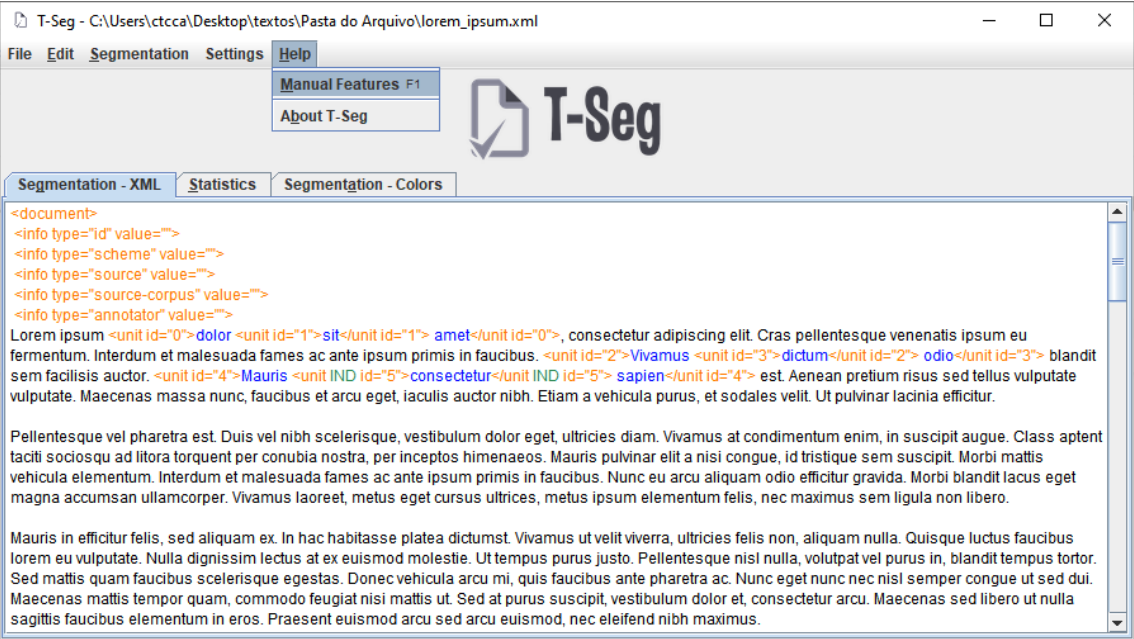 T-Seg - C:\Users\ctcca\Desktop\textos\Pasta do Arquivo\lorem_ipsum.xml
File Edit Segmentation Settings Help
Manual Features F1
About T-Seg
T-Seg
Segmentation - XML Statistics Segmentation - Colors
<document>
<info type="id" value="">
<info type="scheme" value="">
<info type="source" value="">
<info type="source-corpus" value="">
<info type="annotator" value="">
Lorem ipsum <unit id="0">dolor <unit id="1">sit</unit id="1"> amet</unit id="0">, consectetur adipiscing elit. Cras pellentesque venenatis ipsum eu
fermentum. Interdum et malesuada fames ac ante ipsum primis in faucibus. <unit id="2">Vivamus <unit id="3">dictum</unit id="2"> odio</unit id="3"> blandit
sem facilisis auctor. <unit id="4">Mauris <unit IND id="5">consectetur</unit IND id="5"> sapien</unit id="4"> est. Aenean pretium risus sed tellus vulputate
vulputate. Maecenas massa nunc, faucibus et arcu eget, iaculis auctor nibh. Etiam a vehicula purus, et sodales velit. Ut pulvinar lacinia efficitur.
Pellentesque vel pharetra est. Duis vel nibh scelerisque, vestibulum dolor eget, ultricies diam. Vivamus at condimentum enim, in suscipit augue. Class aptent
taciti sociosqu ad litora torquent per conubia nostra, per inceptos himenaeos. Mauris pulvinar elit a nisi congue, id tristique sem suscipit. Morbi mattis
vehicula elementum. Interdum et malesuada fames ac ante ipsum primis in faucibus. Nunc eu arcu aliquam odio efficitur gravida. Morbi blandit lacus eget
magna accumsan ullamcorper. Vivamus laoreet, metus eget cursus ultrices, metus ipsum elementum felis, nec maximus sem ligula non libero.
Mauris in efficitur felis, sed aliquam ex. In hac habitasse platea dictumst. Vivamus ut velit viverra, ultricies felis non, aliquam nulla. Quisque luctus faucibus
lorem eu vulputate. Nulla dignissim lectus at ex euismod molestie. Ut tempus purus justo. Pellentesque nisl nulla, volutpat vel purus in, blandit tempus tortor.
Sed mattis quam faucibus scelerisque egestas. Donec vehicula arcu mi, quis faucibus ante pharetra ac. Nunc eget nunc nec nisl semper congue ut sed dui.
Maecenas mattis tempor quam, commodo feugiat nisi mattis ut. Sed at purus suscipit, vestibulum dolor et, consectetur arcu. Maecenas sed libero ut nulla
sagittis faucibus elementum in eros. Praesent euismod arcu sed arcu euismod, nec eleifend nibh maximus.